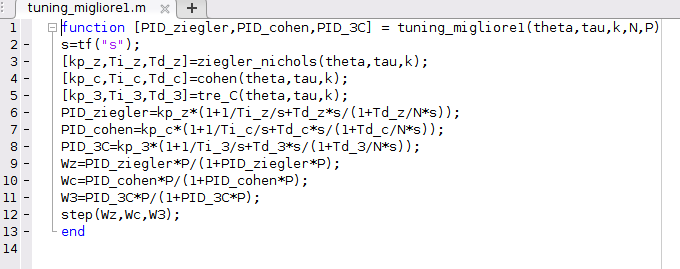 tuning_migliore1.m
1 function [PID_ziegler,PID_cohen,PID_3C] = tuning_migliore1(theta,tau,k,N,P)
2 s=tf("s");
3 [kp_z,Ti_z,Td_z]=ziegler_nichols(theta,tau,k);
4 [kp_c,Ti_c,Td_c]=cohen(theta,tau,k);
5 [kp_3,Ti_3,Td_3]=tre_C(theta,tau,k);
6 PID_ziegler=kp_z*(1+1/Ti_z/s+Td_z*s/(1+Td_z/N*s));
7 PID_cohen=kp_c*(1+1/Ti_c/s+Td_c*s/(1+Td_c/N*s));
8 PID_3C=kp_3*(1+1/Ti_3/s+Td_3*s/(1+Td_3/N*s));
9 Wz=PID_ziegler*P/(1+PID_ziegler*P);
10 Wc=PID_cohen*P/(1+PID_cohen*P);
11 W3=PID_3C*P/(1+PID_3C*P);
12 step(Wz,Wc,W3);
13 end
14